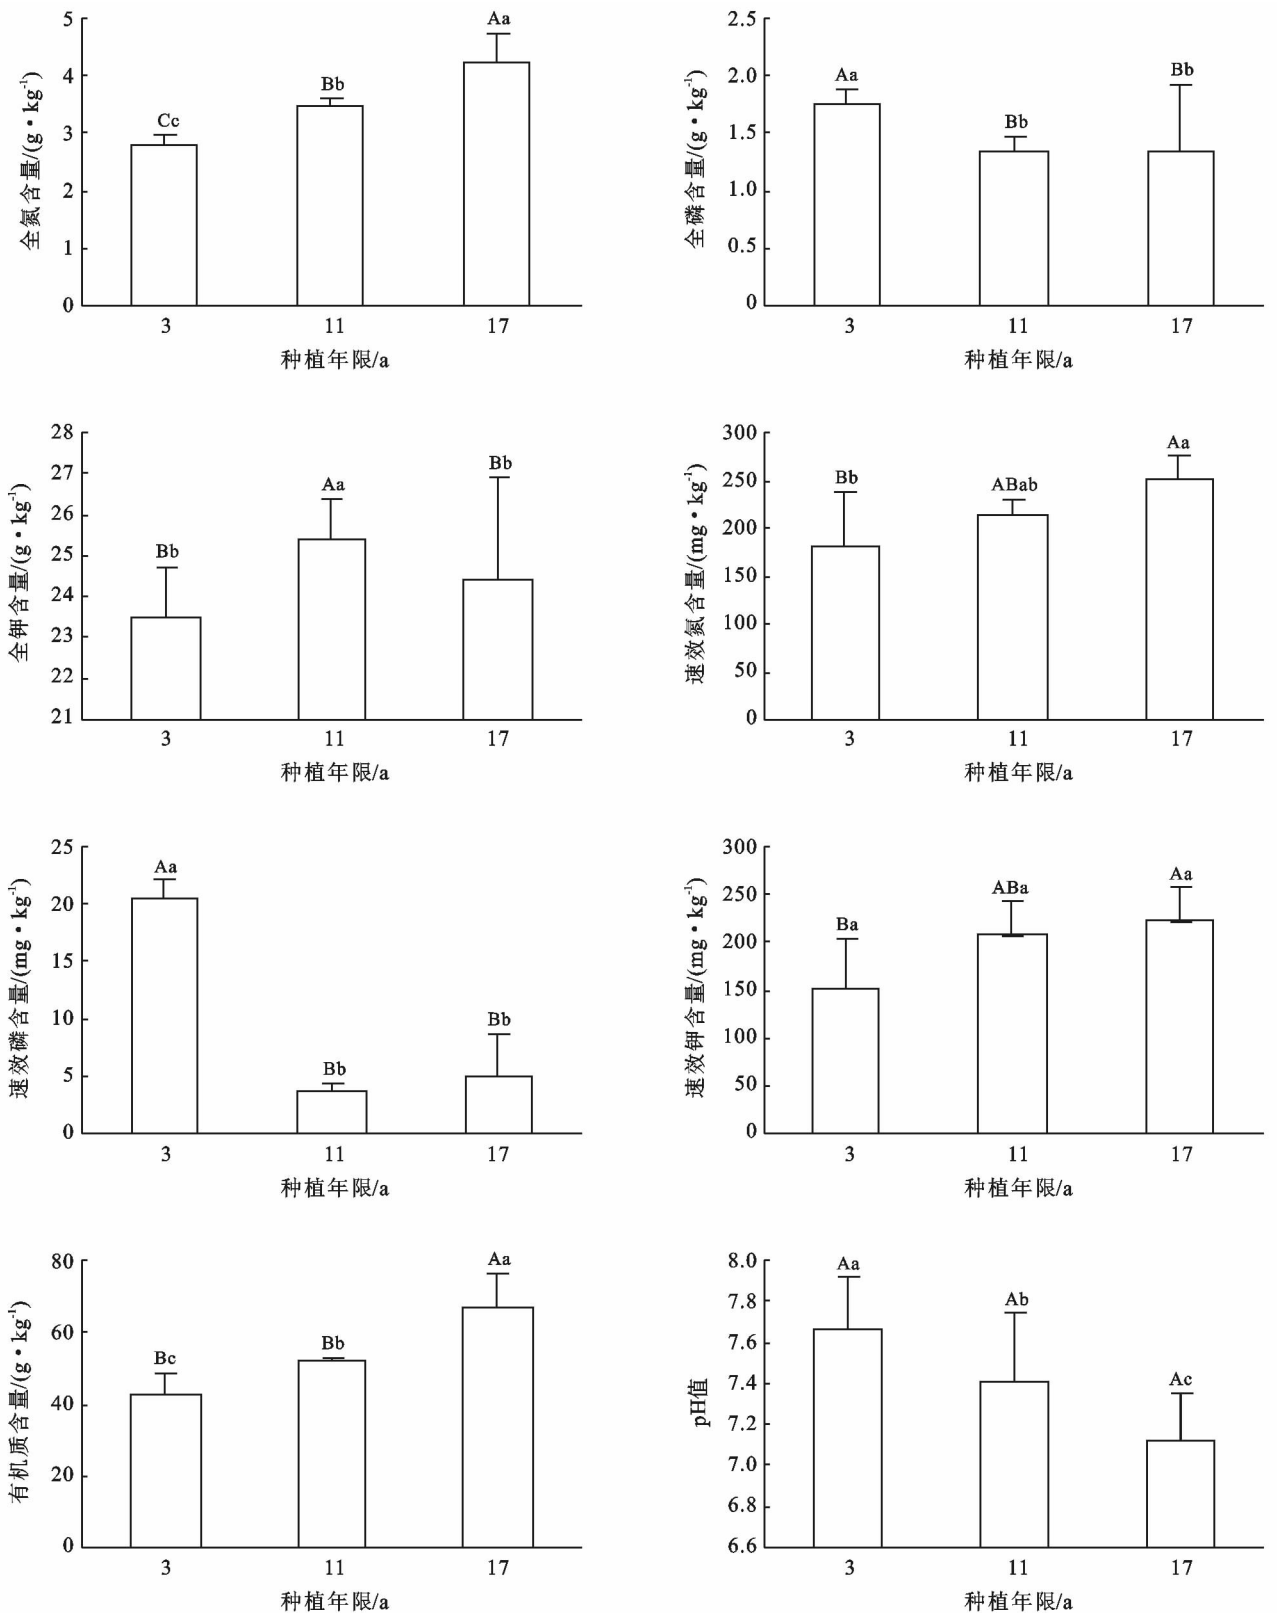 全氮含量/(g·kg⁻¹)
5
4
3
2
1
0
Cc
Bb
Aa
3 11 17
种植年限/a
全磷含量/(g·kg⁻¹)
2.5
2.0
1.5
1.0
0.5
0
Aa
Bb
Bb
3 11 17
种植年限/a
全钾含量/(g·kg⁻¹)
28
27
26
25
24
23
22
21
Bb
Aa
Bb
3 11 17
种植年限/a
速效氮含量/(mg·kg⁻¹)
300
250
200
150
100
50
0
Bb
ABab
Aa
3 11 17
种植年限/a
速效磷含量/(mg·kg⁻¹)
25
20
15
10
5
0
Aa
Bb
Bb
3 11 17
种植年限/a
速效钾含量/(mg·kg⁻¹)
300
250
200
150
100
50
0
Ba
ABa
Aa
3 11 17
种植年限/a
有机质含量/(g·kg⁻¹)
80
60
40
20
0
Bc
Bb
Aa
3 11 17
种植年限/a
pH值
8.0
7.8
7.6
7.4
7.2
7.0
6.8
6.6
Aa
Ab
Ac
3 11 17
种植年限/a